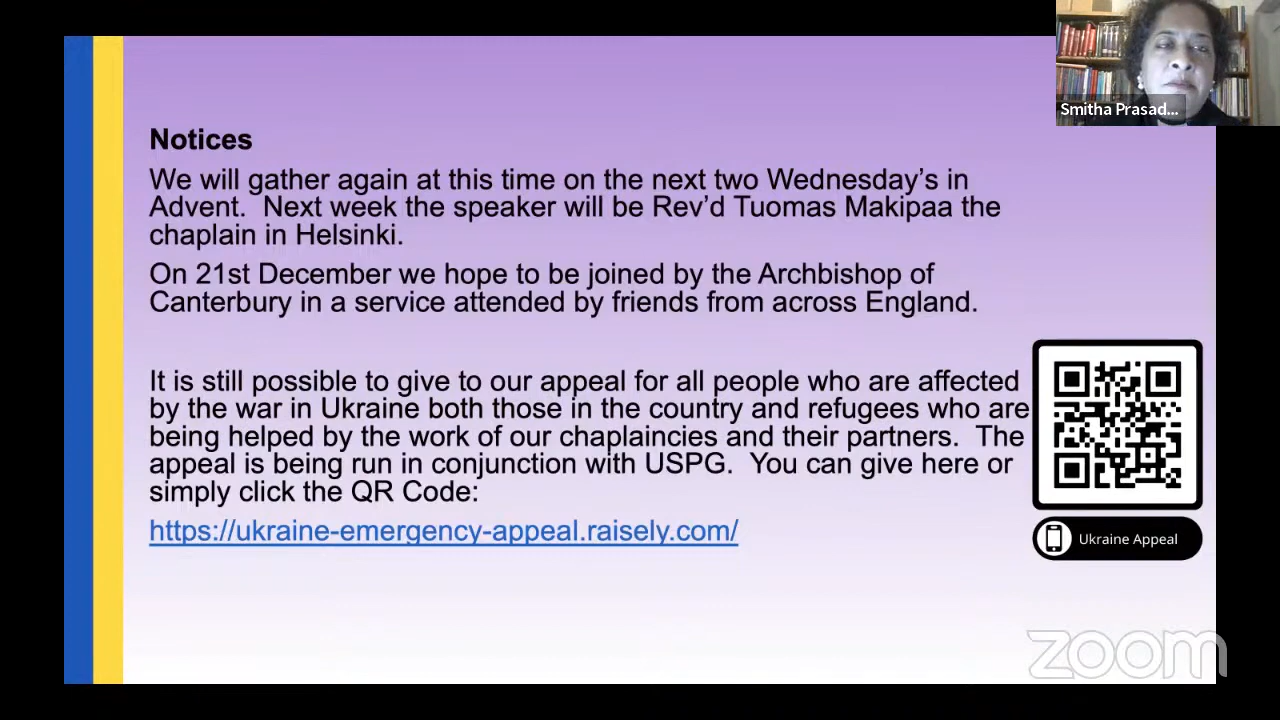 Smitha Prasad...
Notices
We will gather again at this time on the next two Wednesday's in
Advent.  Next week the speaker will be Rev'd Tuomas Makipaa the
chaplain in Helsinki.
On 21st December we hope to be joined by the Archbishop of
Canterbury in a service attended by friends from across England.
It is still possible to give to our appeal for all people who are affected
by the war in Ukraine both those in the country and refugees who are
being helped by the work of our chaplaincies and their partners.  The
appeal is being run in conjunction with USPG.  You can give here or
simply click the QR Code:
https://ukraine-emergency-appeal.raisely.com/
Ukraine Appeal
zoom